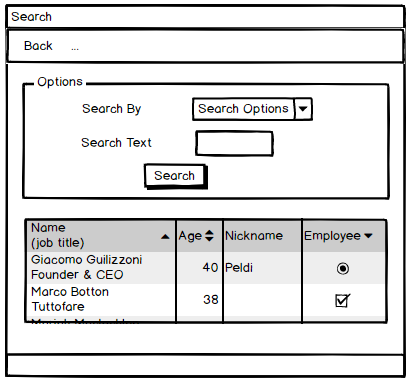 Search
Back ...
Options
Search By Search Options
Search Text
Search
Name
(job title) Age Nickname Employee
Giacomo Guilizzoni
Founder & CEO 40 Peldi
Marco Botton
Tuttofare 38